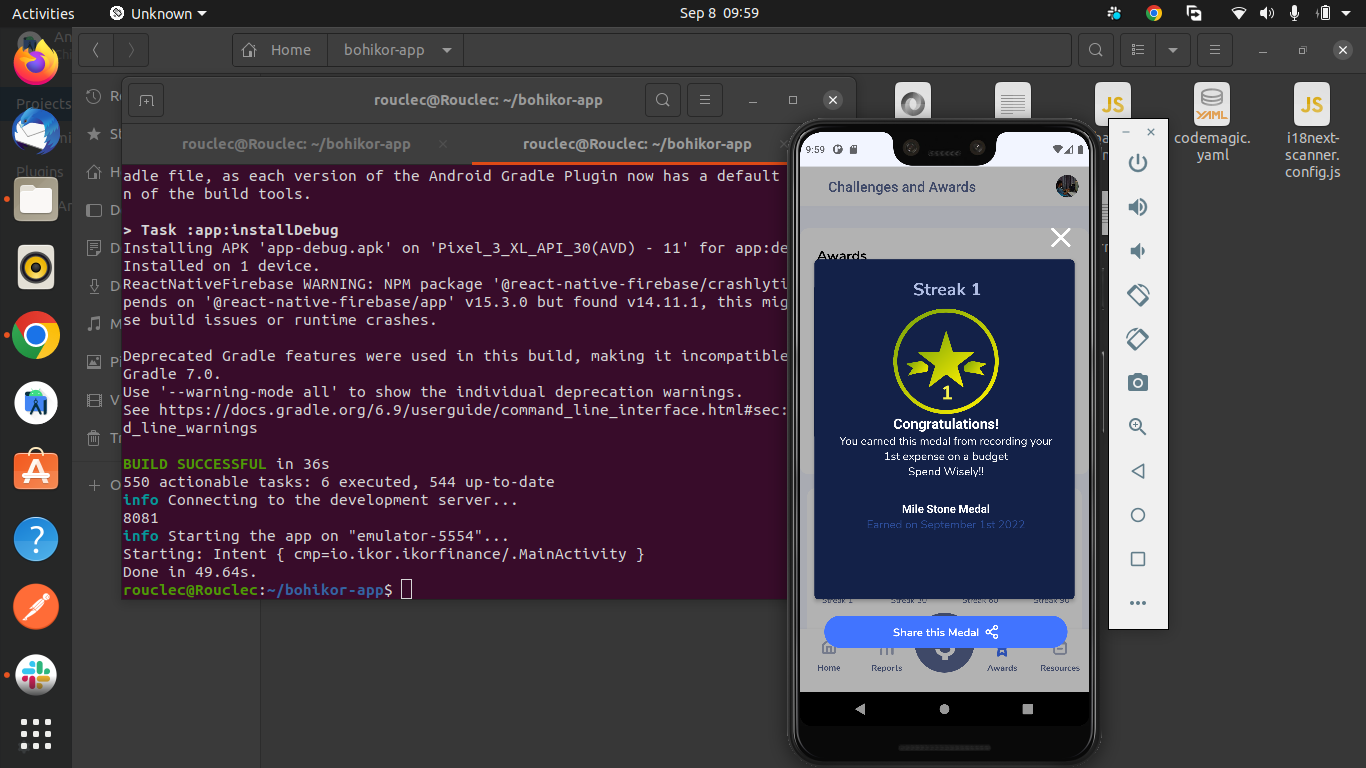 Activities
Unknown
Sep 8 09:59
Home
bohikor-app
rouclec@Rouclec: ~/bohikor-app
rouclec@Rouclec: ~/bohikor-app
rouclec@Rouclec: ~/bohikor-app
adle file, as each version of the Android Gradle Plugin now has a default
n of the build tools.
> Task :app:installDebug
Installing APK 'app-debug.apk' on 'Pixel_3_XL_API_30(AVD) - 11' for app:de
Installed on 1 device.
ReactNativeFirebase WARNING: NPM package '@react-native-firebase/crashlyti
pends on '@react-native-firebase/app' v15.3.0 but found v14.11.1, this mig
se build issues or runtime crashes.
Deprecated Gradle features were used in this build, making it incompatible
Gradle 7.0.
Use '--warning-mode all' to show the individual deprecation warnings.
See https://docs.gradle.org/6.9/userguide/command_line_interface.html#sec:
d_line_warnings
BUILD SUCCESSFUL in 36s
550 actionable tasks: 6 executed, 544 up-to-date
info Connecting to the development server...
8081
info Starting the app on "emulator-5554"...
Starting: Intent { cmp=io.ikor.ikorfinance/.MainActivity }
Done in 49.64s.
rouclec@Rouclec:~/bohikor-app$
Projects
Plugins
JS
YAML
JS
codemagic.
yaml
i18next-
scanner.
config.js
9:59
Challenges and Awards
Awards
Streak 1
1
Congratulations!
You earned this medal from recording your
1st expense on a budget
Spend Wisely!!
Mile Stone Medal
Earned on September 1st 2022
Streak 1
Streak 30
Streak 60
Streak 90
Share this Medal
Home
Reports
Awards
Resources